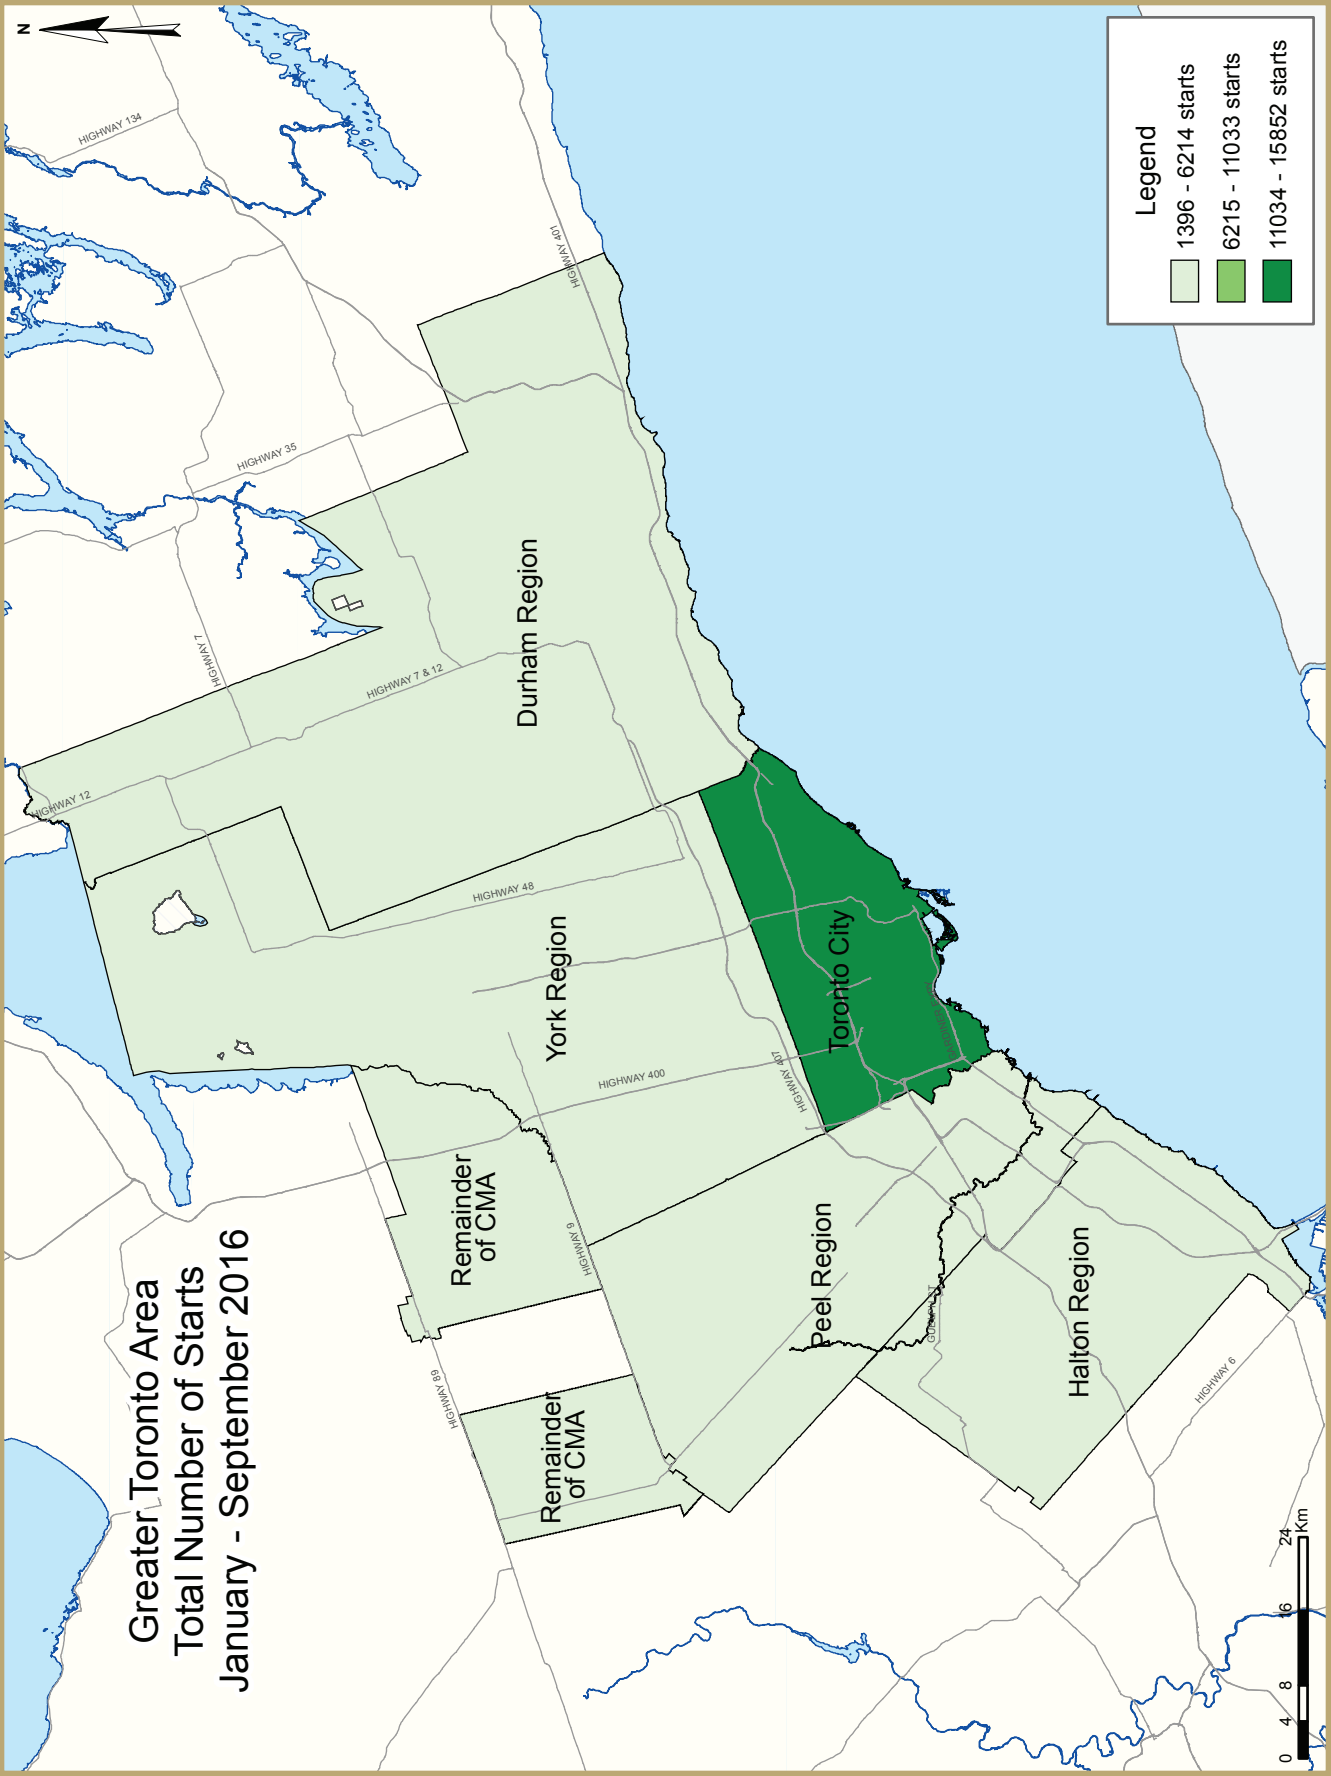 Greater Toronto Area
Total Number of Starts
January - September 2016
N
HIGHWAY 134
HIGHWAY 401
HIGHWAY 35
HIGHWAY 7
HIGHWAY 7 & 12
HIGHWAY 12
HIGHWAY 48
HIGHWAY 400
HIGHWAY 407
HIGHWAY 9
HIGHWAY 89
HIGHWAY 6
Durham Region
York Region
Toronto City
Remainder
of CMA
Remainder
of CMA
Peel Region
Halton Region
Legend
1396 - 6214 starts
6215 - 11033 starts
11034 - 15852 starts
0 4 8 16 24
Km